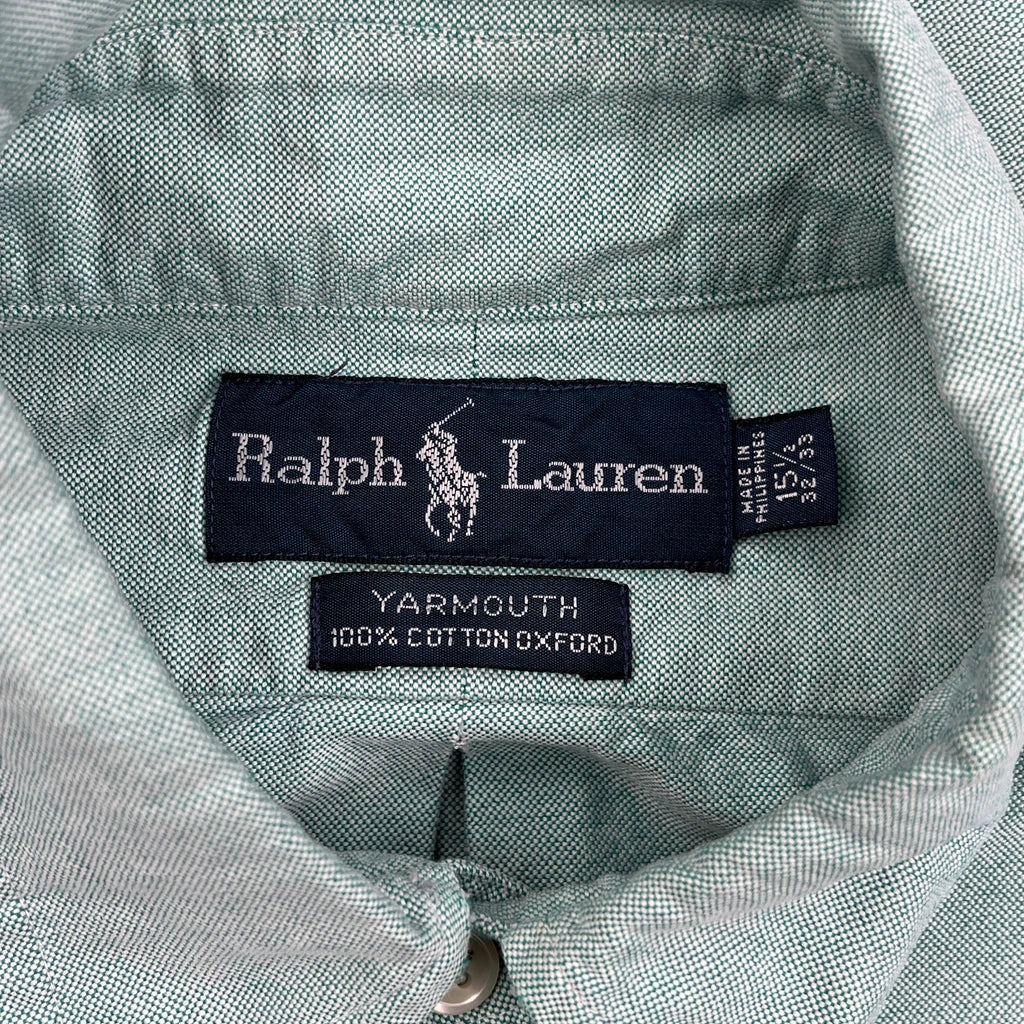 Ralph Lauren
MADE IN
PHILIPPINES
15½
32/33
YARMOUTH
100% COTTON OXFORD